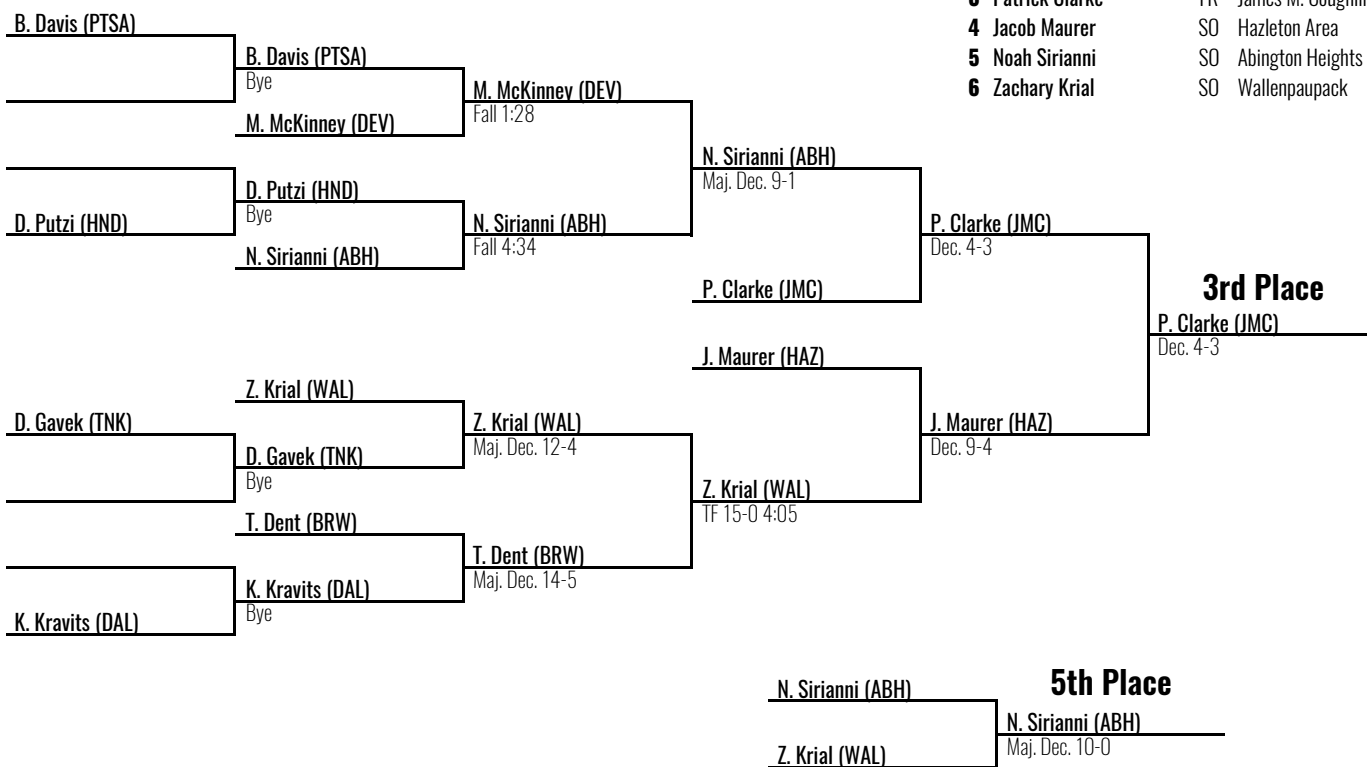 3 Patrick Clarke FR James M. Coughlin
4 Jacob Maurer SO Hazleton Area
5 Noah Sirianni SO Abington Heights
6 Zachary Krial SO Wallenpaupack
B. Davis (PTSA)
B. Davis (PTSA)
Bye
M. McKinney (DEV)
M. McKinney (DEV)
Fall 1:28
D. Putzi (HND)
D. Putzi (HND)
Bye
N. Sirianni (ABH)
N. Sirianni (ABH)
Fall 4:34
N. Sirianni (ABH)
Maj. Dec. 9-1
P. Clarke (JMC)
P. Clarke (JMC)
Dec. 4-3
3rd Place
P. Clarke (JMC)
Dec. 4-3
J. Maurer (HAZ)
Z. Krial (WAL)
D. Gavek (TNK)
D. Gavek (TNK)
Bye
Z. Krial (WAL)
Maj. Dec. 12-4
J. Maurer (HAZ)
Dec. 9-4
Z. Krial (WAL)
TF 15-0 4:05
T. Dent (BRW)
T. Dent (BRW)
Maj. Dec. 14-5
K. Kravits (DAL)
Bye
K. Kravits (DAL)
5th Place
N. Sirianni (ABH)
N. Sirianni (ABH)
Maj. Dec. 10-0
Z. Krial (WAL)